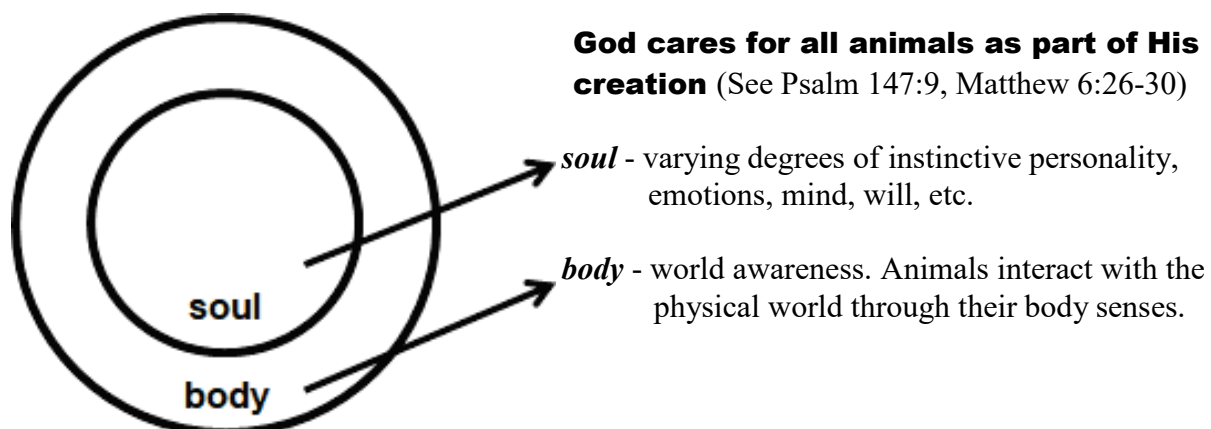 God cares for all animals as part of His
creation (See Psalm 147:9, Matthew 6:26-30)
soul - varying degrees of instinctive personality,
emotions, mind, will, etc.
body - world awareness. Animals interact with the
physical world through their body senses.
soul
body